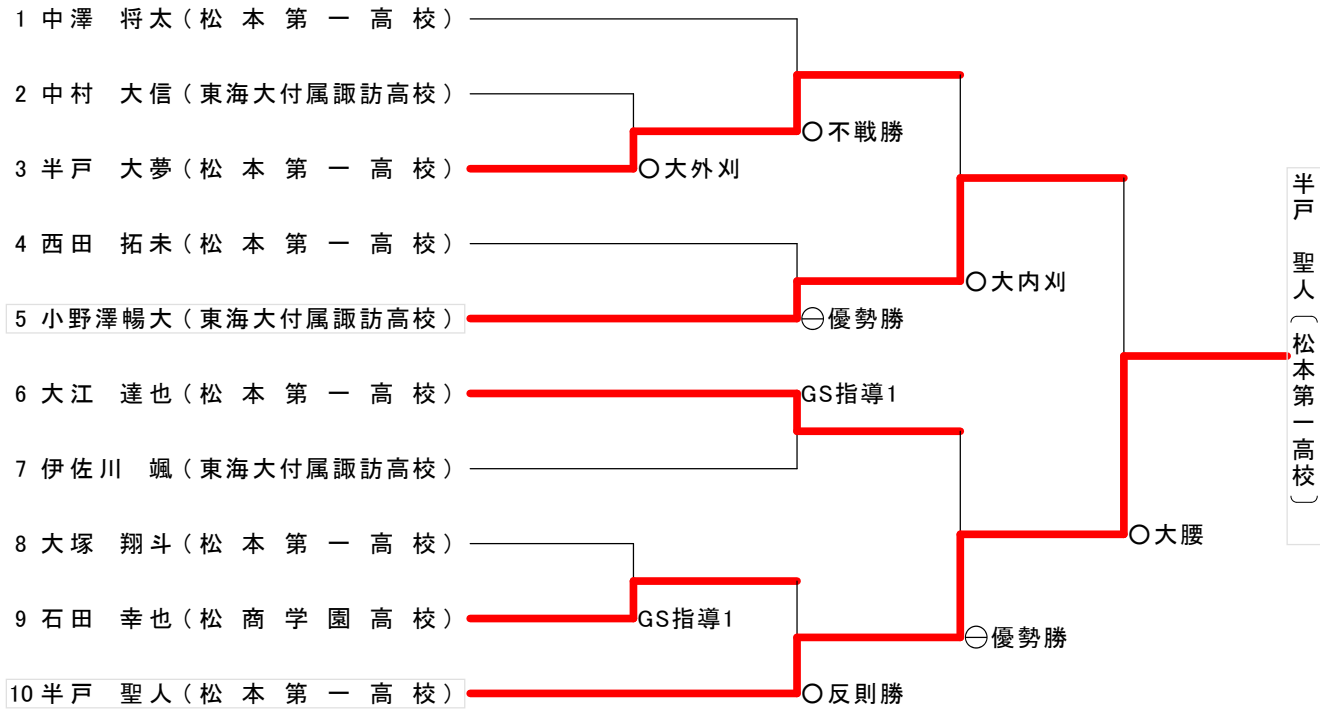 1 中澤 将太(松本第一高校)
2 中村 大信(東海大付属諏訪高校)
〇不戦勝
3 半戸 大夢(松本第一高校)
〇大外刈
4 西田 拓未(松本第一高校)
〇大内刈
5 小野澤暢大(東海大付属諏訪高校)
㊀優勢勝
6 大江 達也(松本第一高校)
GS指導1
7 伊佐川 颯(東海大付属諏訪高校)
8 大塚 翔斗(松本第一高校)
〇大腰
9 石田 幸也(松商学園高校)
GS指導1
㊀優勢勝
10 半戸 聖人(松本第一高校)
〇反則勝
半戸 聖人(松本第一高校)